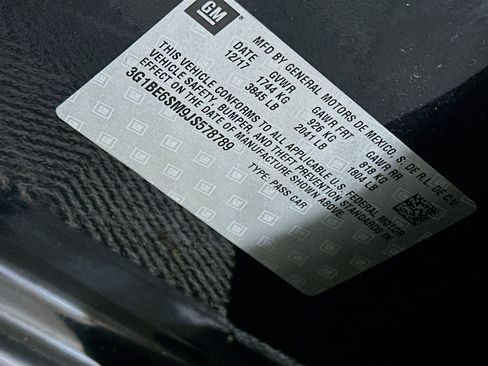 GM
MFD BY GENERAL MOTORS DE MEXICO, S. DE R.L. DE C.V.
DATE GVWR GAWR FRT GAWR RR
12/17 1744 KG 926 KG 818 KG
3845 LB 2041 LB 1804 LB
THIS VEHICLE CONFORMS TO ALL APPLICABLE U.S. FEDERAL MOTOR
VEHICLE SAFETY, BUMPER, AND THEFT PREVENTION STANDARDS IN
EFFECT ON THE DATE OF MANUFACTURE SHOWN ABOVE.
3G1BE6SM9JS578789 TYPE: PASS CAR